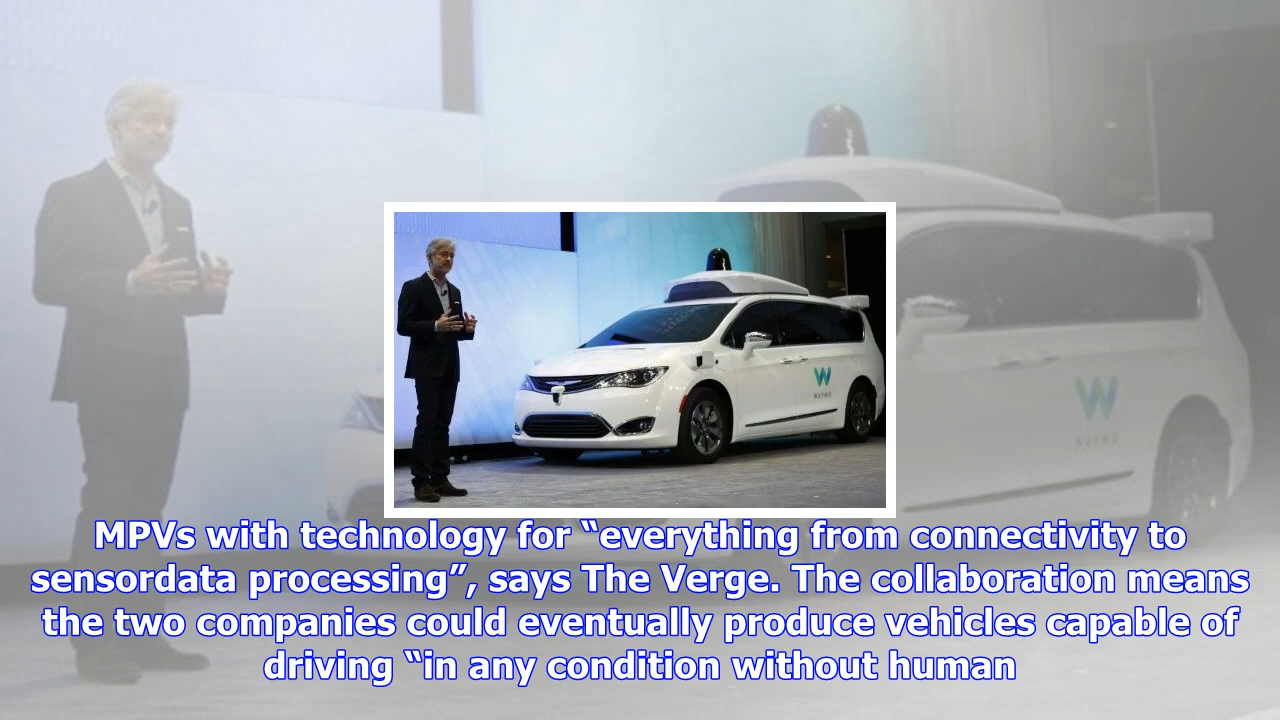 WAYMO
MPVs with technology for “everything from connectivity to
sensordata processing”, says The Verge. The collaboration means
the two companies could eventually produce vehicles capable of
driving “in any condition without human